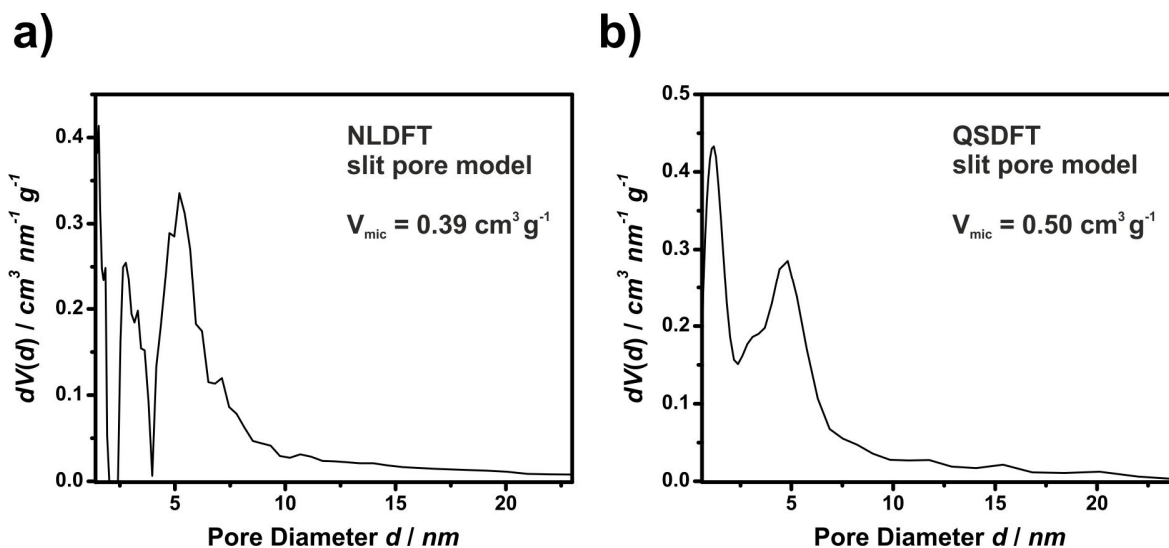 a)
NLDFT
slit pore model
V_mic = 0.39 cm³ g⁻¹
dV(d) / cm³ nm⁻¹ g⁻¹
0.4
0.3
0.2
0.1
0.0
5
10
15
20
Pore Diameter d / nm
b)
QSDFT
slit pore model
V_mic = 0.50 cm³ g⁻¹
dV(d) / cm³ nm⁻¹ g⁻¹
0.5
0.4
0.3
0.2
0.1
0.0
5
10
15
20
Pore Diameter d / nm